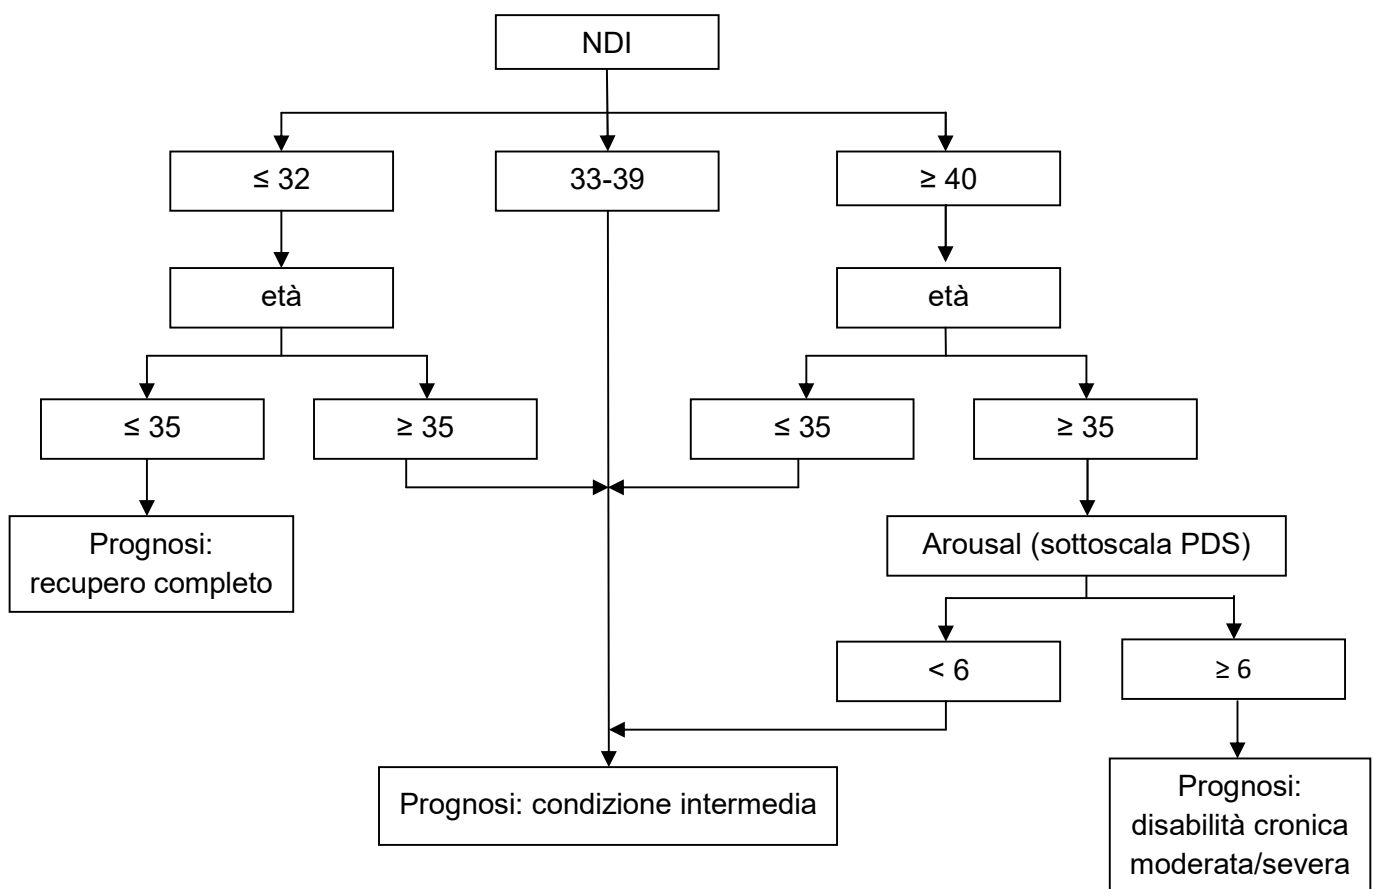 NDI
≤ 32
33-39
≥ 40
età
età
≤ 35
≥ 35
≤ 35
≥ 35
Prognosi:
recupero completo
Arousal (sottoscala PDS)
< 6
≥ 6
Prognosi: condizione intermedia
Prognosi:
disabilità cronica
moderata/severa